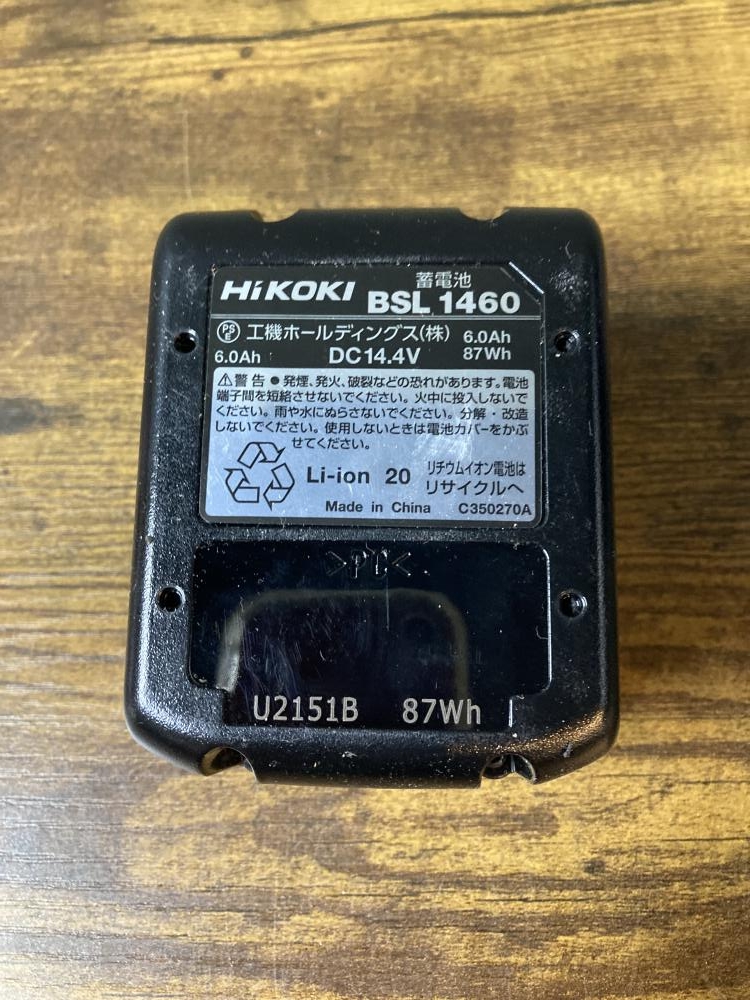 蓄電池
HiKOKI BSL 1460
PSE 工機ホールディングス(株) 6.0Ah
6.0Ah DC14.4V 87Wh
⚠警告 ● 発煙、発火、破裂などの恐れがあります。電池
端子間を短絡させないでください。火中に投入しないで
ください。雨や水にぬらさないでください。分解・改造
しないでください。使用しないときは電池カバーをかぶ
せてください。
Li-ion 20 リチウムイオン電池は
リサイクルへ
Made in China C350270A
>PC<
U2151B 87Wh